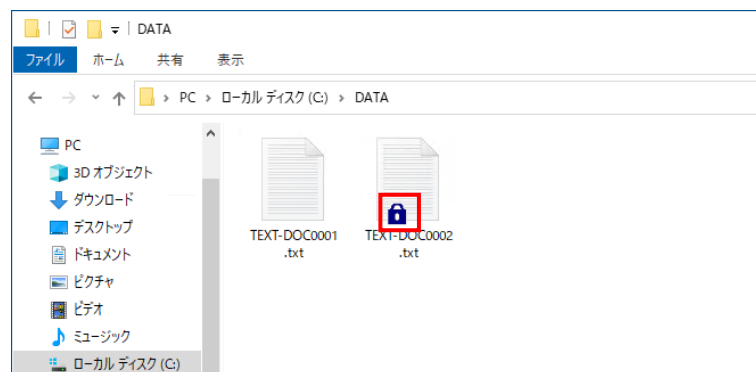 DATA
ファイル ホーム 共有 表示
PC › ローカル ディスク (C:) › DATA
PC
3D オブジェクト
ダウンロード
デスクトップ
ドキュメント
ピクチャ
ビデオ
ミュージック
ローカル ディスク (C:)
TEXT-DOC0001
.txt
TEXT-DOC0002
.txt